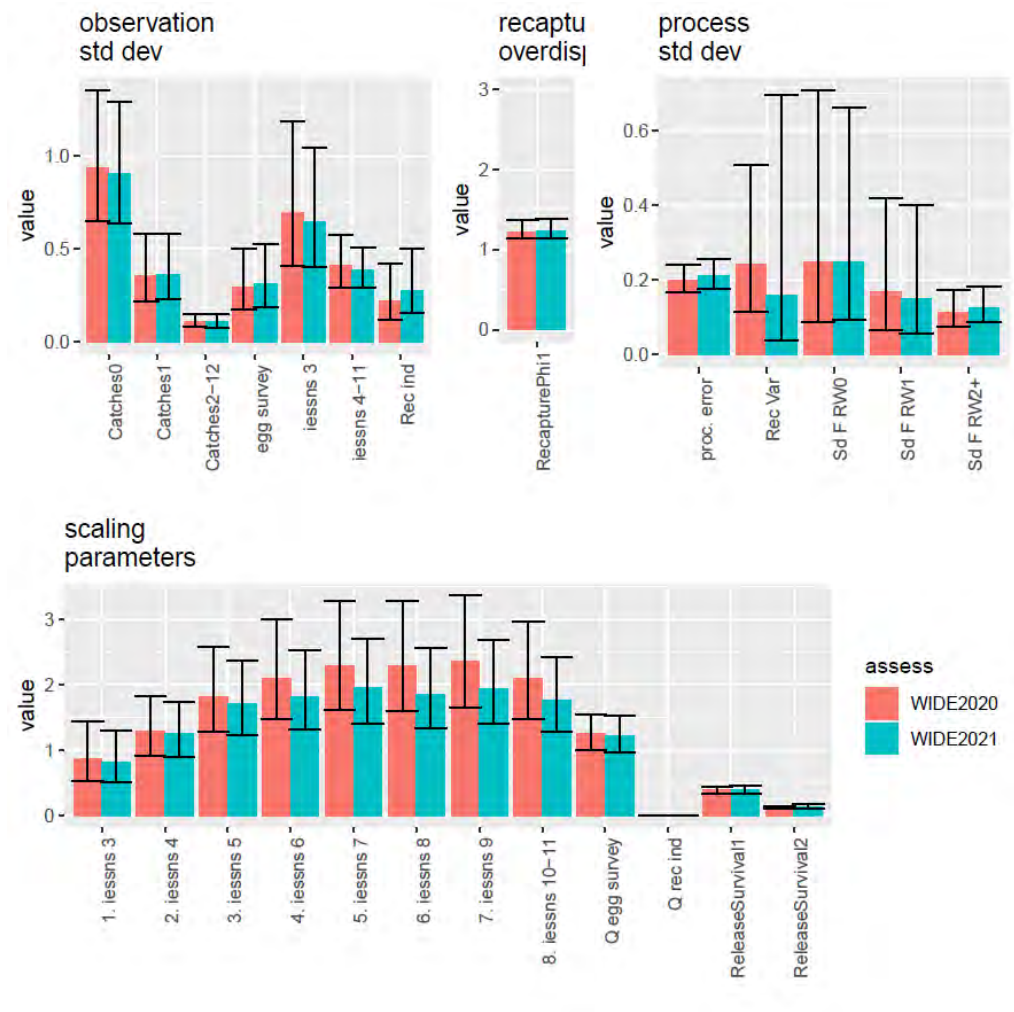 observation
std dev
recaptu
overdis
process
std dev
value
1.0
0.5
0.0
Catches0
Catches1
Catches2−12
egg survey
iessns 3
iessns 4−11
Rec ind
value
3
2
1
0
RecapturePhi1
value
0.6
0.4
0.2
0.0
proc. error
Rec Var
Sd F RW0
Sd F RW1
Sd F RW2+
scaling
parameters
value
3
2
1
0
1. iessns 3
2. iessns 4
3. iessns 5
4. iessns 6
5. iessns 7
6. iessns 8
7. iessns 9
8. iessns 10−11
Q egg survey
Q rec ind
ReleaseSurvival1
ReleaseSurvival2
assess
WIDE2020
WIDE2021